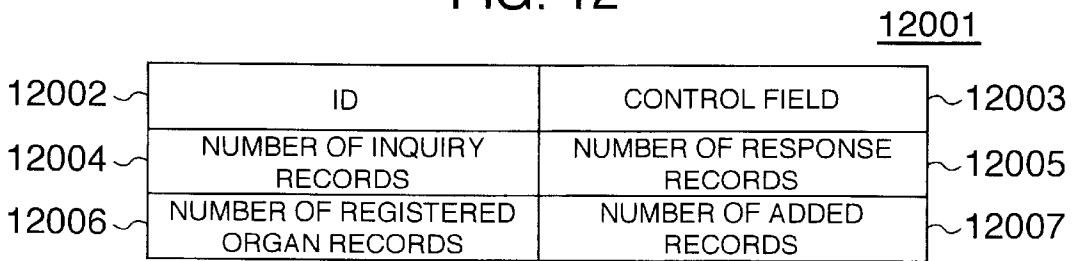 FIG. 12
12001
12002 ID CONTROL FIELD 12003
12004 NUMBER OF INQUIRY RECORDS NUMBER OF RESPONSE RECORDS 12005
12006 NUMBER OF REGISTERED ORGAN RECORDS NUMBER OF ADDED RECORDS 12007